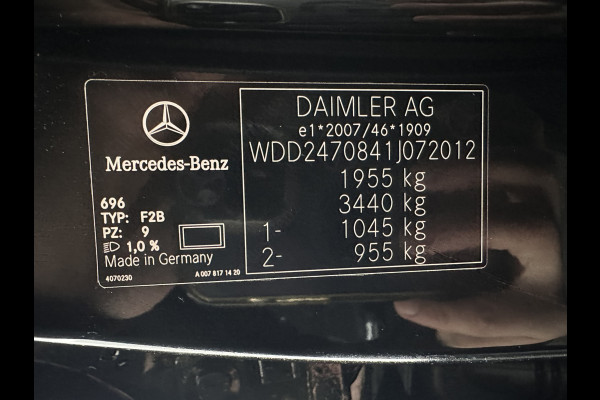 Mercedes-Benz
696
TYP: F2B
PZ: 9
1,0 %
Made in Germany
4070230
A 007 817 14 20
DAIMLER AG
e1*2007/46*1909
WDD2470841J072012
1955 kg
3440 kg
1- 1045 kg
2- 955 kg